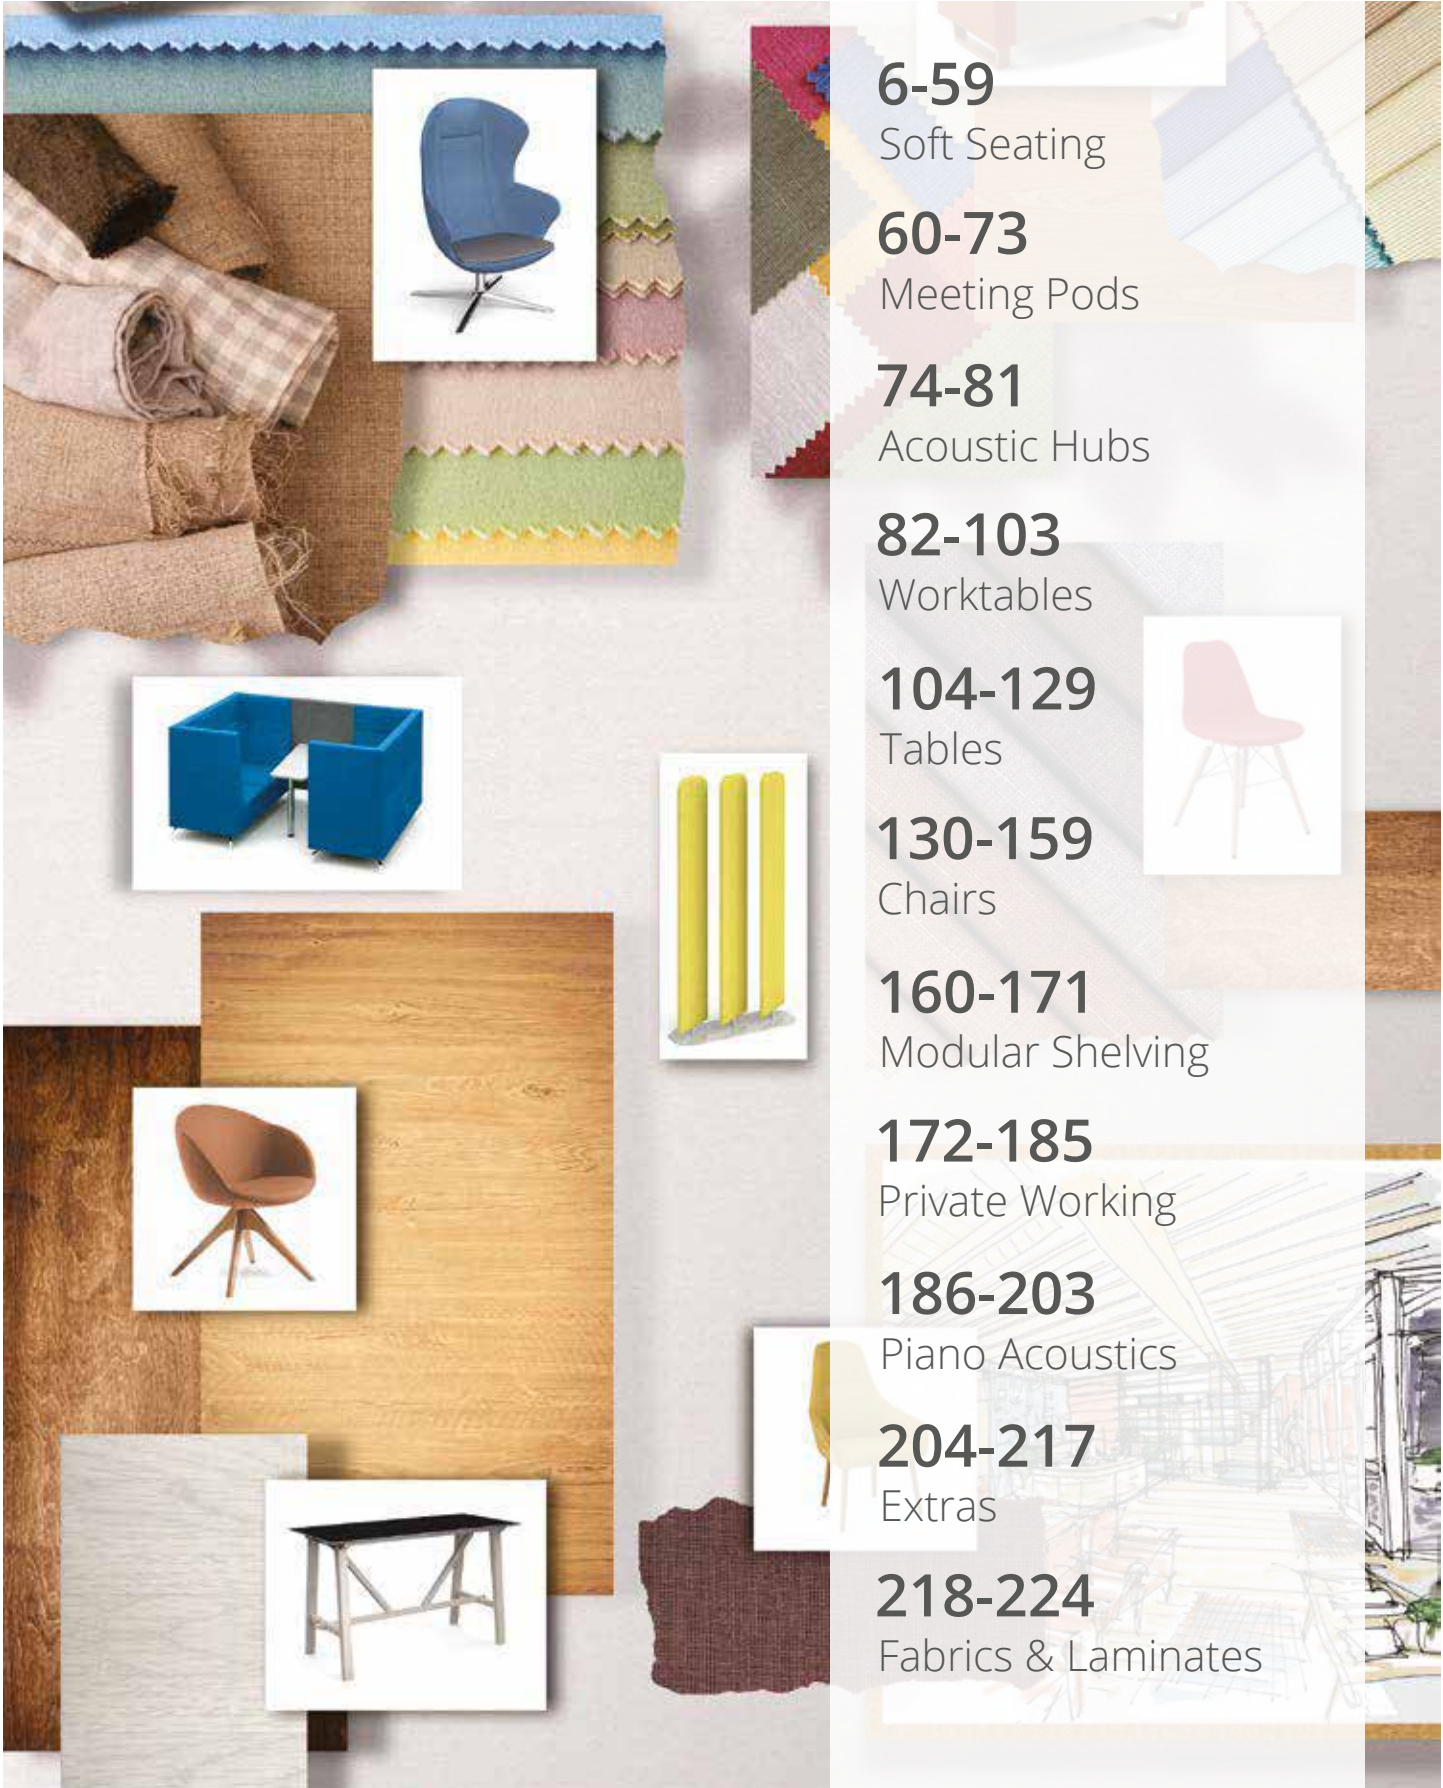 6-59
Soft Seating
60-73
Meeting Pods
74-81
Acoustic Hubs
82-103
Worktables
104-129
Tables
130-159
Chairs
160-171
Modular Shelving
172-185
Private Working
186-203
Piano Acoustics
204-217
Extras
218-224
Fabrics & Laminates